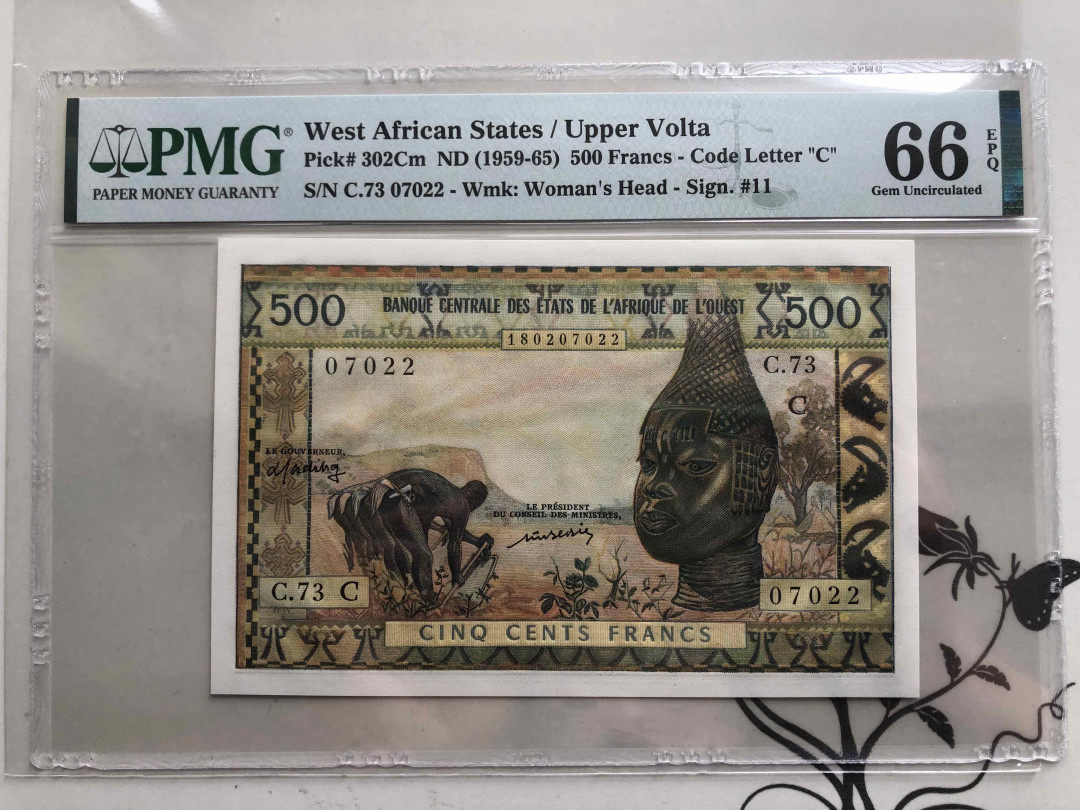 PMG®
PAPER MONEY GUARANTY
West African States / Upper Volta
Pick# 302Cm ND (1959-65) 500 Francs - Code Letter "C"
S/N C.73 07022 - Wmk: Woman's Head - Sign. #11
66
Gem Uncirculated
EPQ
500
BANQUE CENTRALE DES ETATS DE L'AFRIQUE DE L'OUEST
500
180207022
07022
C.73
C
LE GOUVERNEUR,
LE PRÉSIDENT
DU CONSEIL DES MINISTRES,
C.73 C
07022
CINQ CENTS FRANCS